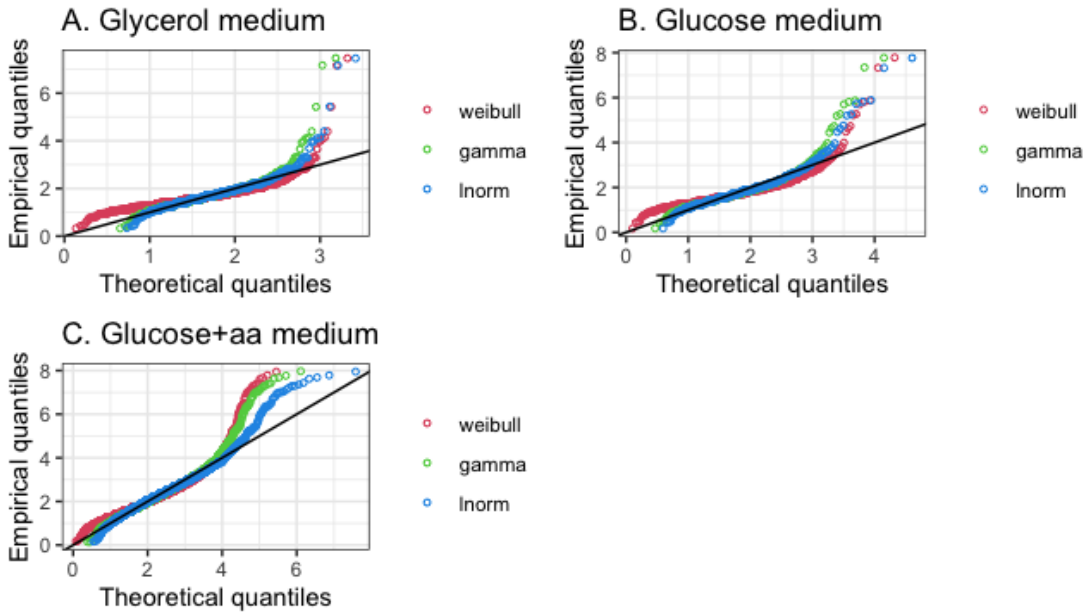 A. Glycerol medium
Empirical quantiles
6
4
2
0
0 1 2 3
Theoretical quantiles
weibull
gamma
lnorm
B. Glucose medium
Empirical quantiles
8
6
4
2
0
0 1 2 3 4
Theoretical quantiles
weibull
gamma
lnorm
C. Glucose+aa medium
Empirical quantiles
8
6
4
2
0
0 2 4 6
Theoretical quantiles
weibull
gamma
lnorm